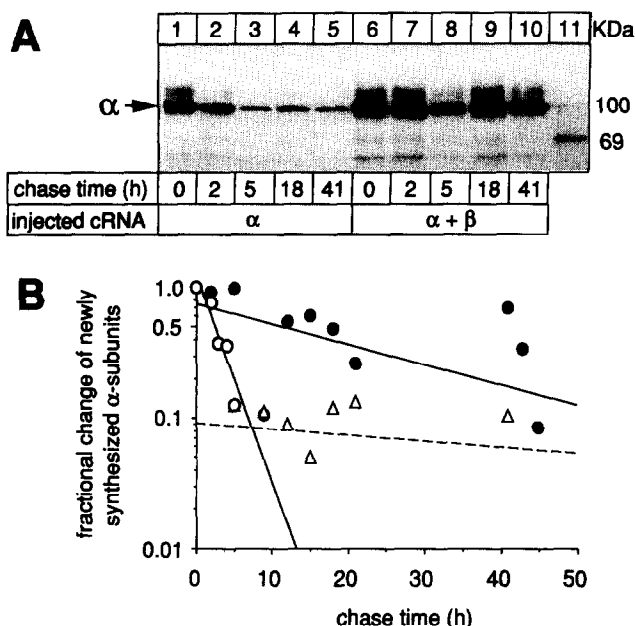 A
1 2 3 4 5 6 7 8 9 10 11 KDa
α
100
69
chase time (h) 0 2 5 18 41 0 2 5 18 41
injected cRNA α α + β
B
fractional change of newly
synthesized α-subunits
1.0
0.5
0.1
0.01
0 10 20 30 40 50
chase time (h)